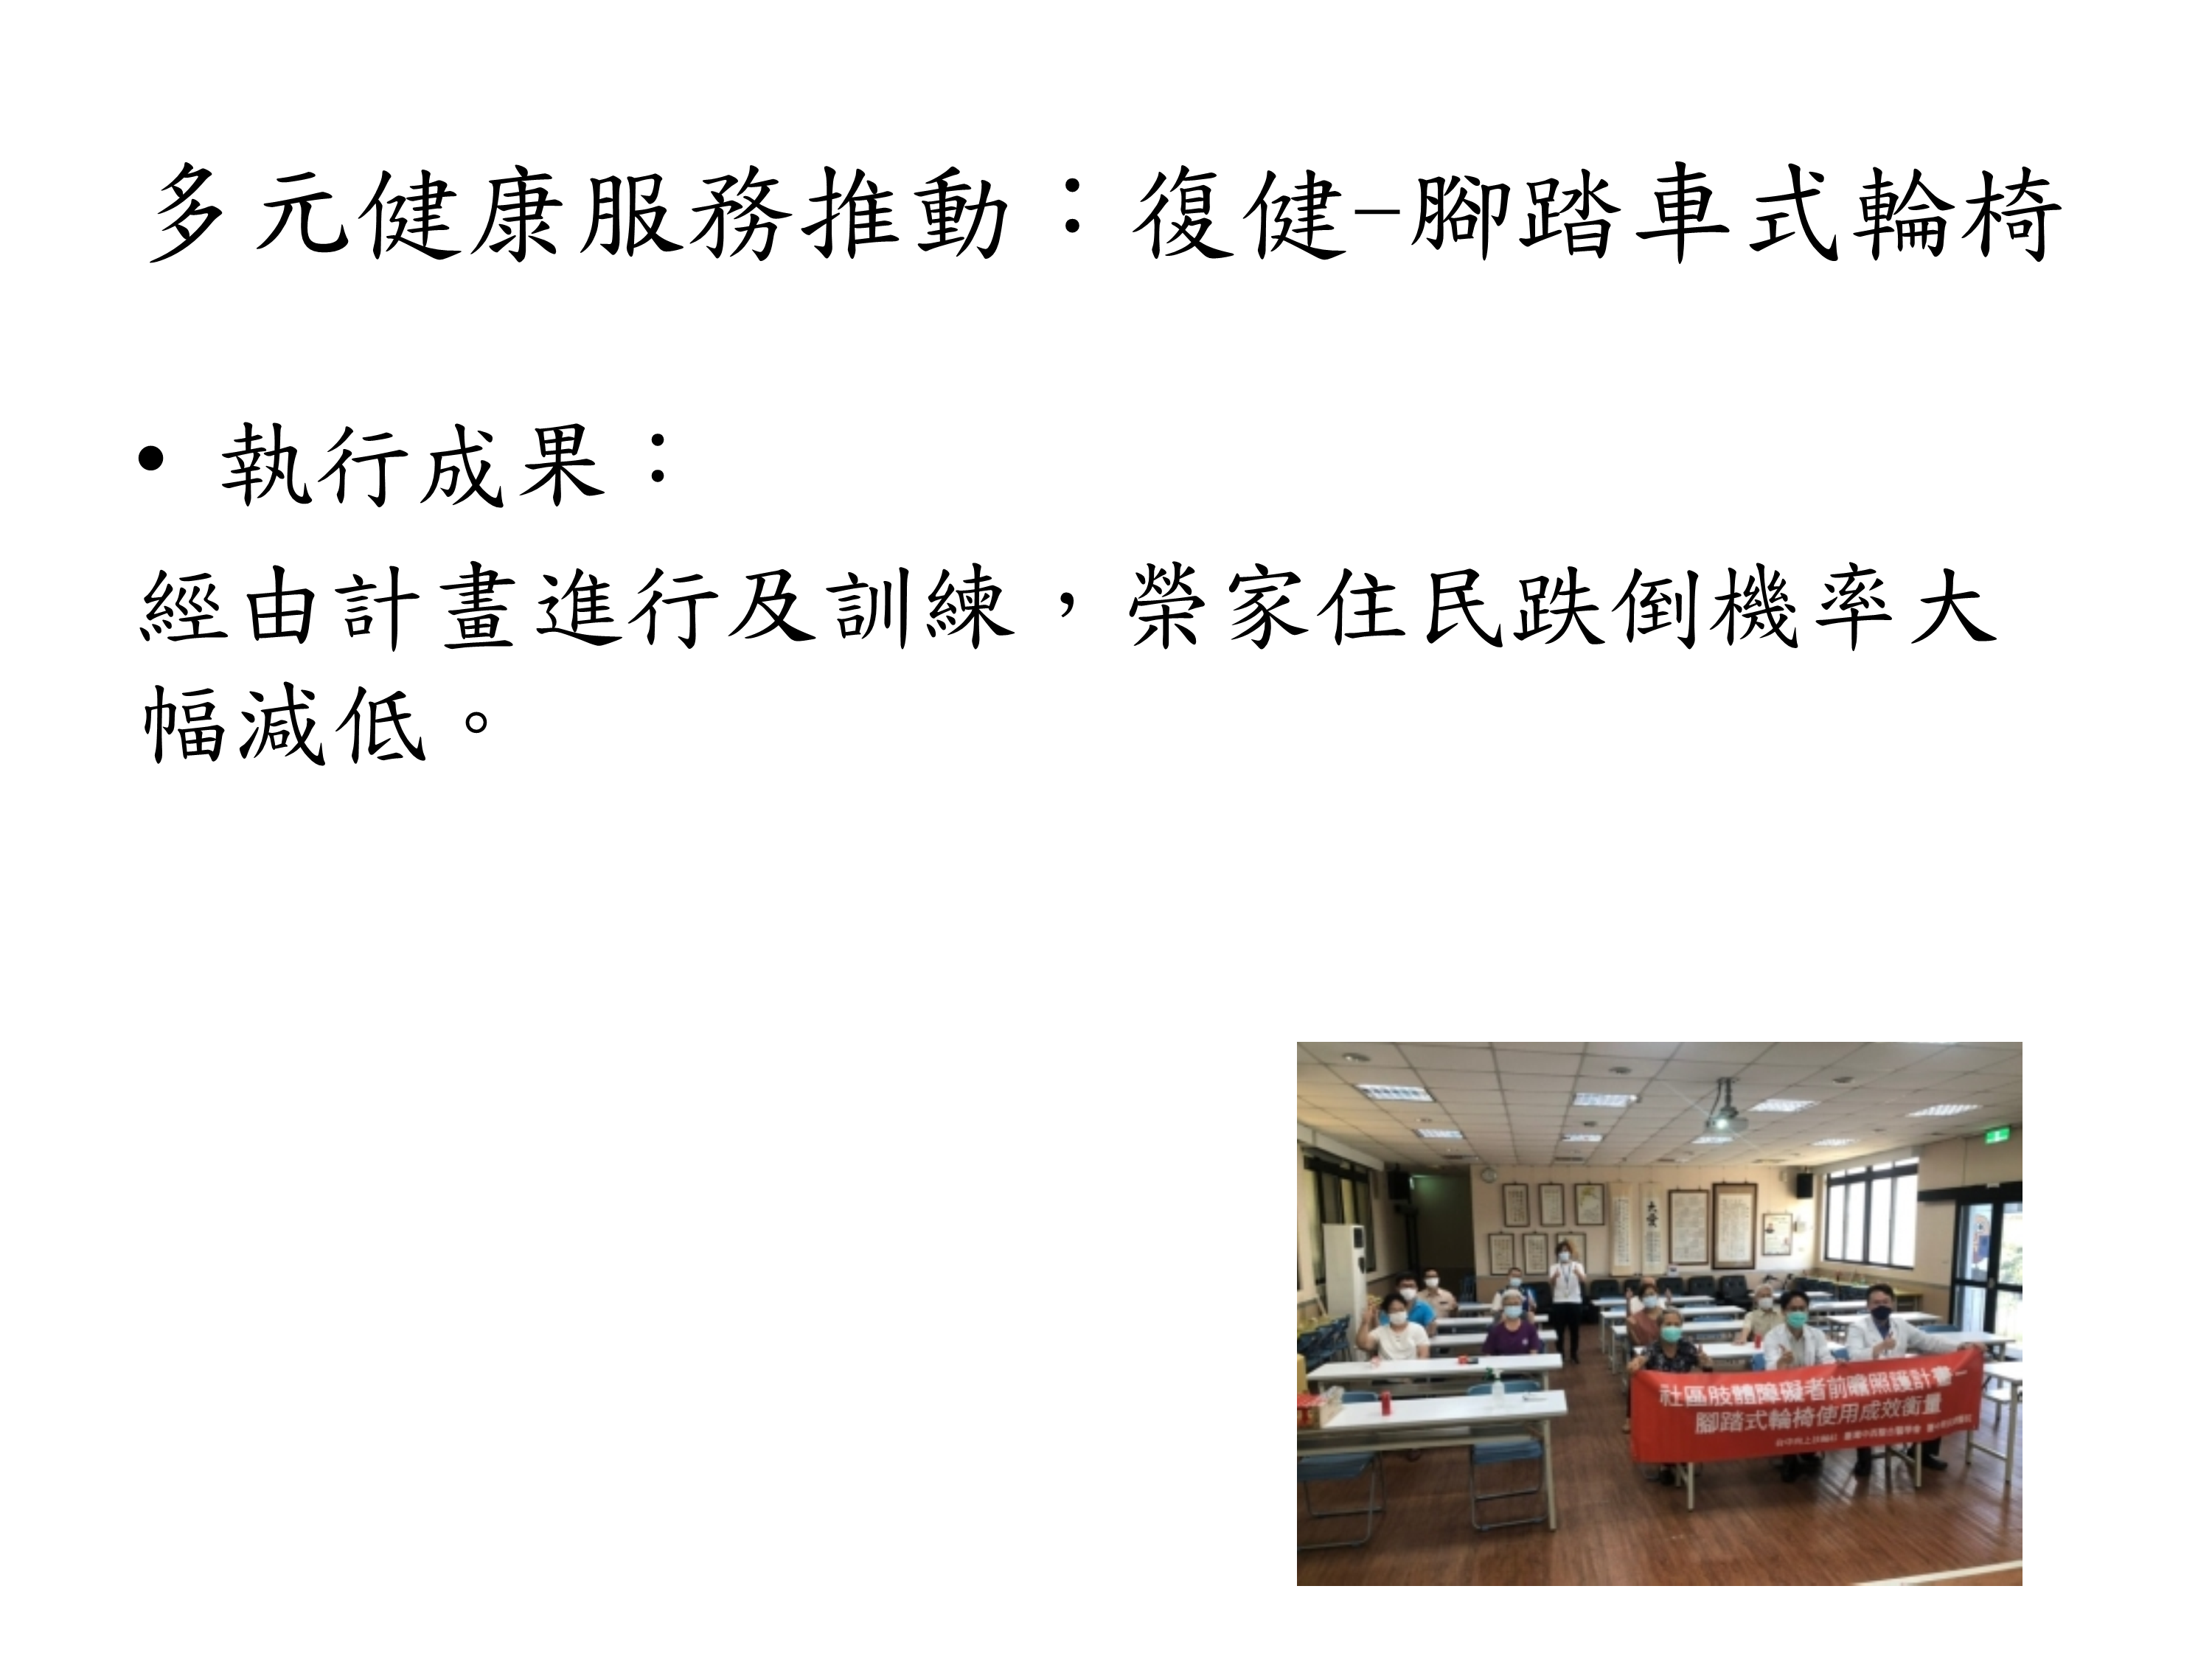 多元健康服務推動：復健-腳踏車式輪椅
• 執行成果：
經由計畫進行及訓練，榮家住民跌倒機率大
幅減低。
社區肢體障礙者前瞻照護計畫－
腳踏式輪椅使用成效衡量